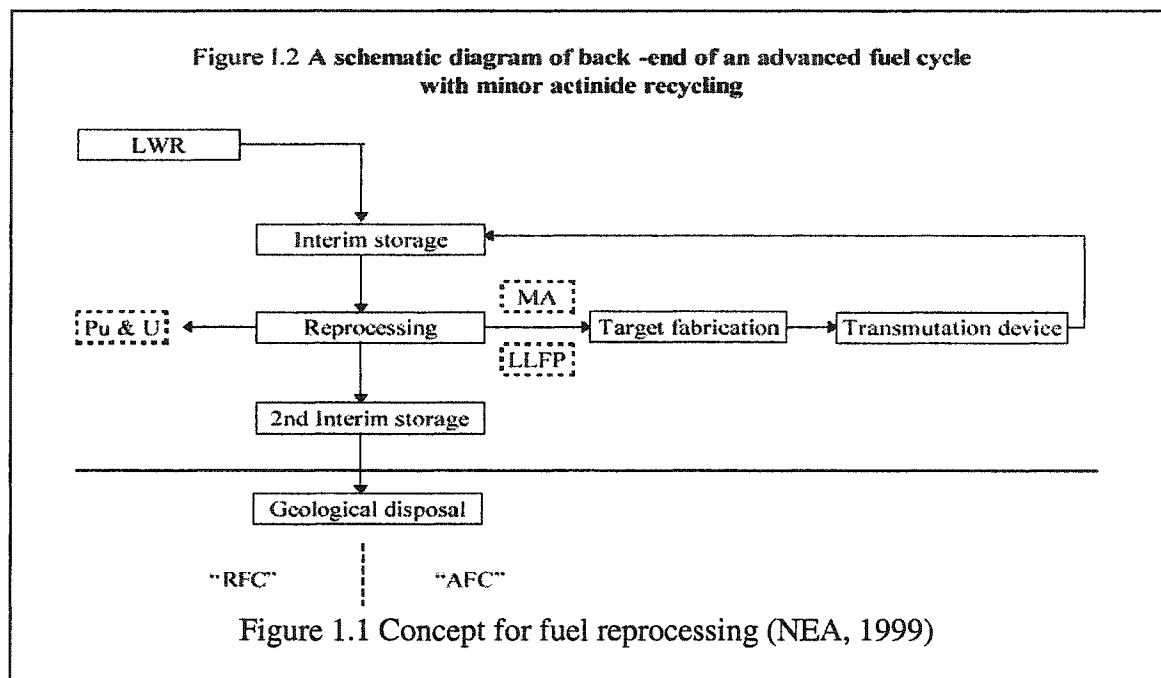 Figure I.2 A schematic diagram of back -end of an advanced fuel cycle
with minor actinide recycling
LWR
Interim storage
MA
Pu & U
Reprocessing
Target fabrication
Transmutation device
LLFP
2nd Interim storage
Geological disposal
“RFC”
“AFC”
Figure 1.1 Concept for fuel reprocessing (NEA, 1999)